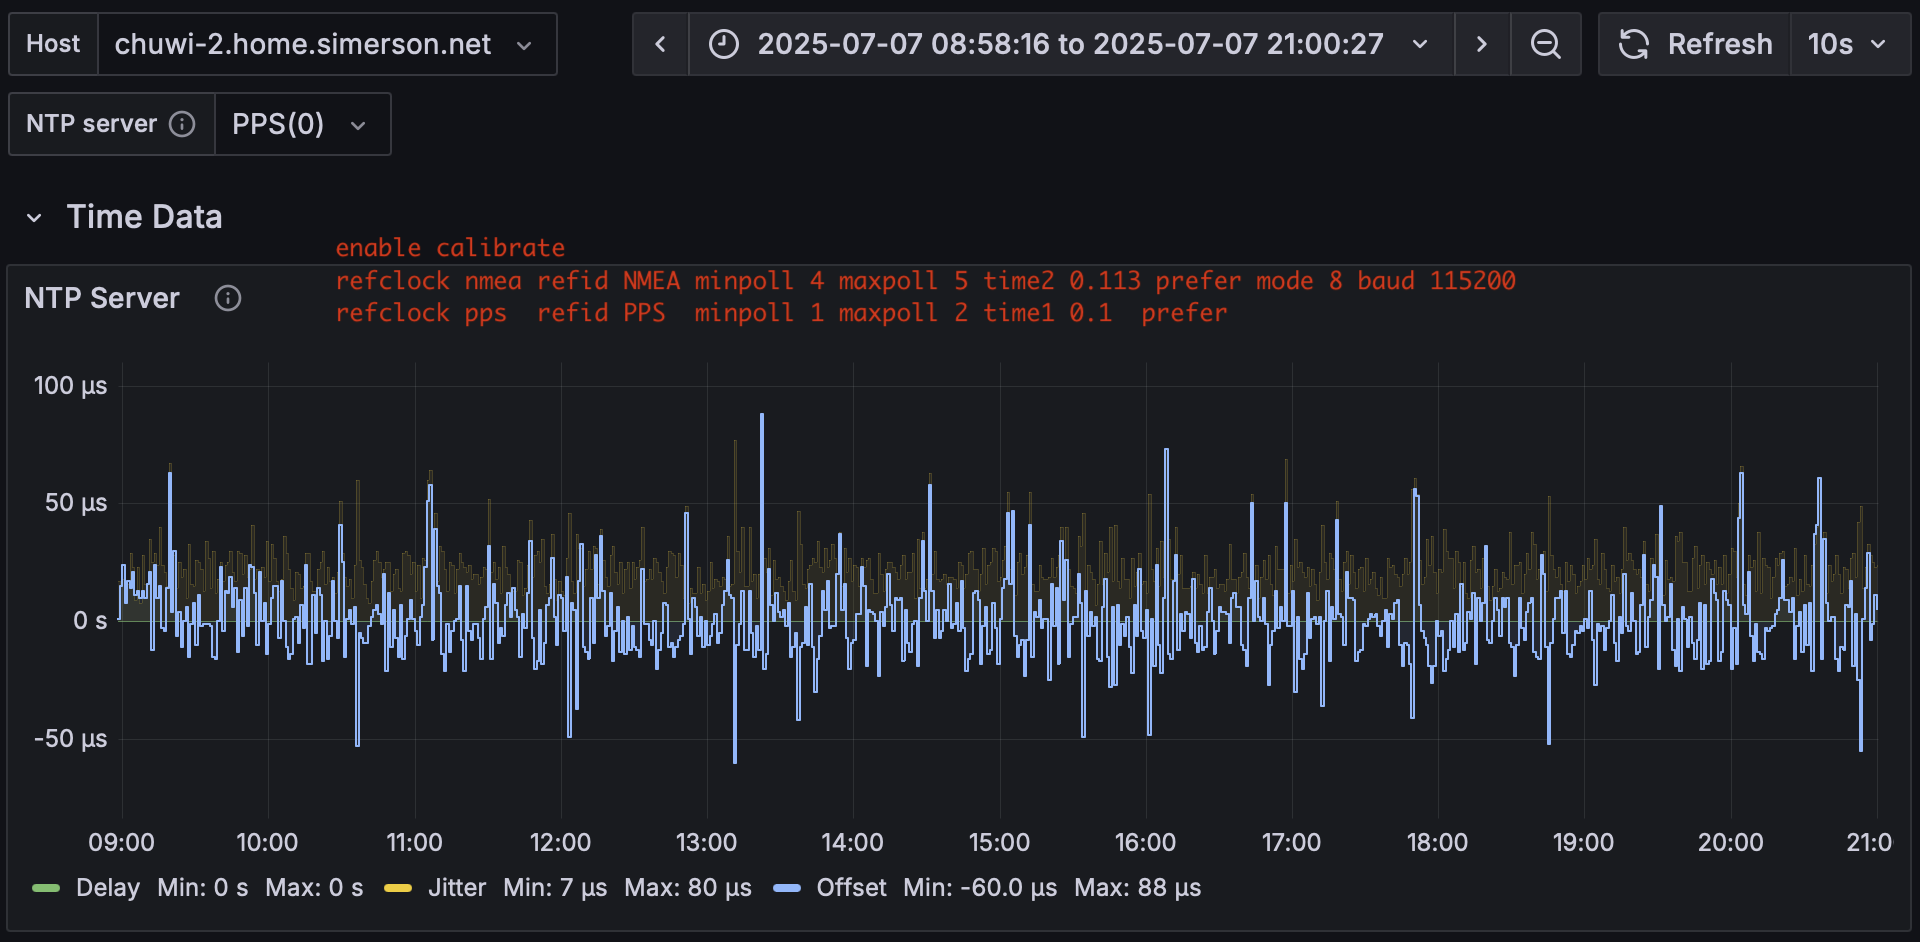 Host chuwi-2.home.simerson.net 2025-07-07 08:58:16 to 2025-07-07 21:00:27 Refresh 10s
NTP server PPS(0)
Time Data
enable calibrate
refclock nmea refid NMEA minpoll 4 maxpoll 5 time2 0.113 prefer mode 8 baud 115200
NTP Server
refclock pps  refid PPS  minpoll 1 maxpoll 2 time1 0.1  prefer
100 µs
50 µs
0 s
-50 µs
09:00 10:00 11:00 12:00 13:00 14:00 15:00 16:00 17:00 18:00 19:00 20:00 21:0
Delay Min: 0 s Max: 0 s Jitter Min: 7 µs Max: 80 µs Offset Min: -60.0 µs Max: 88 µs